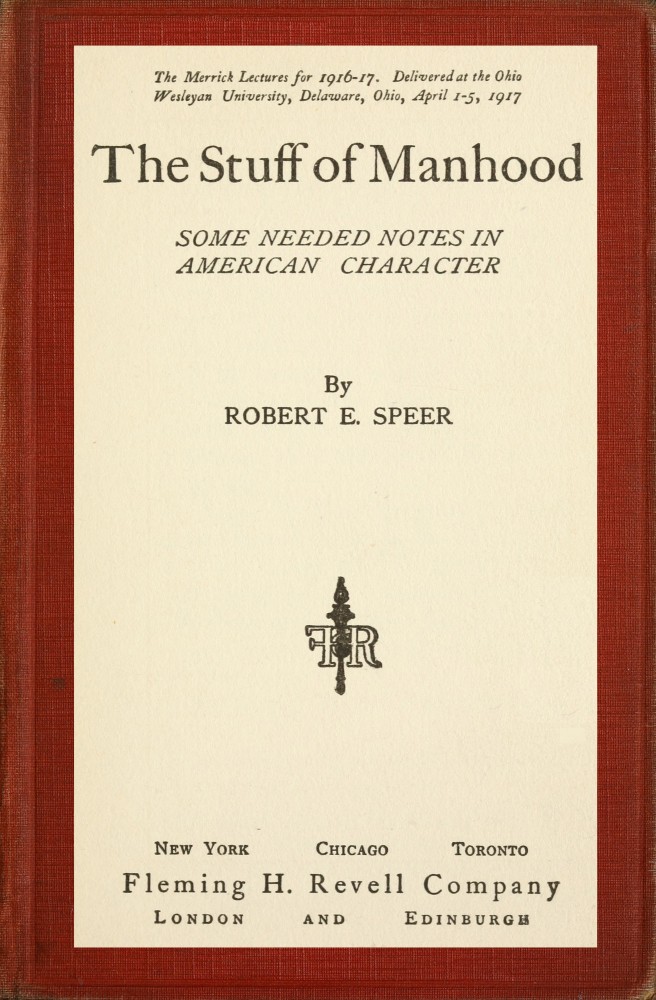 The Merrick Lectures for 1916-17. Delivered at the Ohio
Wesleyan University, Delaware, Ohio, April 1-5, 1917
The Stuff of Manhood
SOME NEEDED NOTES IN
AMERICAN CHARACTER
By
ROBERT E. SPEER
FHR
NEW YORK CHICAGO TORONTO
Fleming H. Revell Company
LONDON AND EDINBURGH